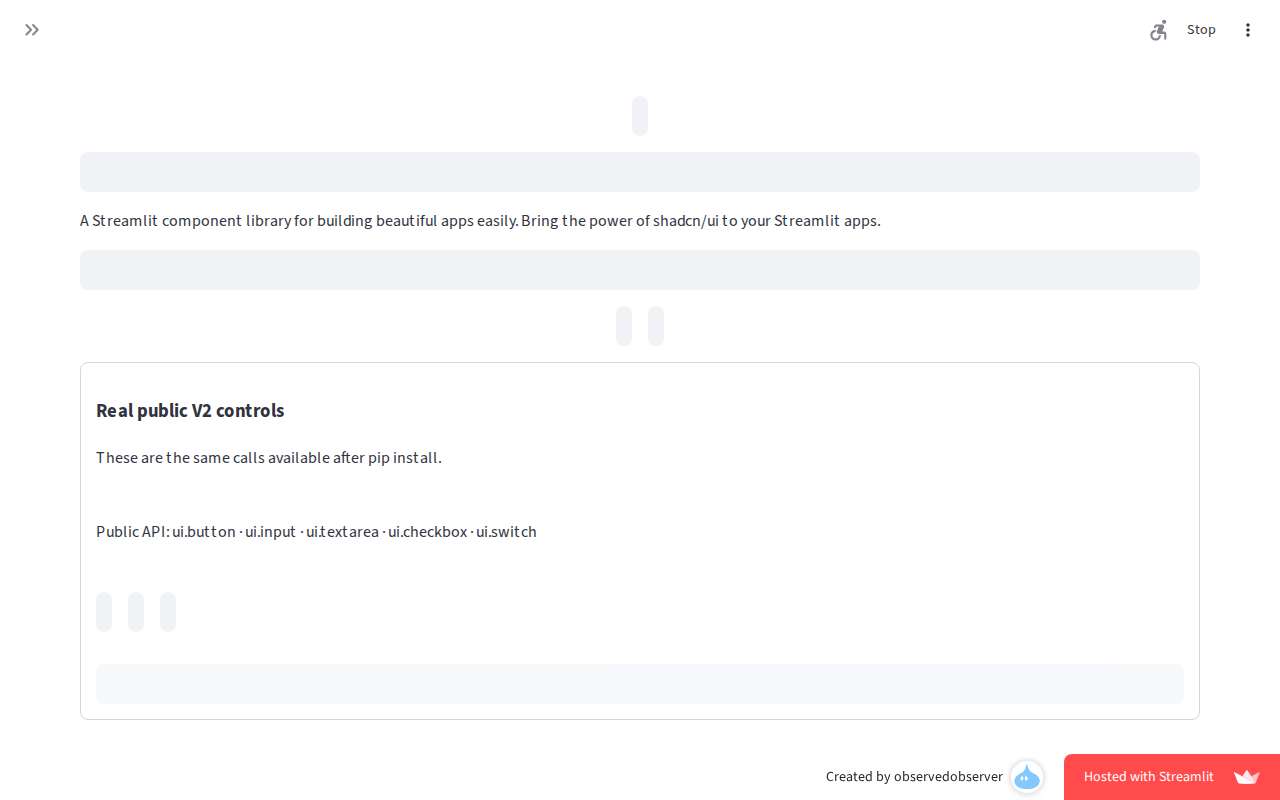 Stop
A Streamlit component library for building beautiful apps easily. Bring the power of shadcn/ui to your Streamlit apps.
Real public V2 controls
These are the same calls available after pip install.
Public API: ui.button · ui.input · ui.textarea · ui.checkbox · ui.switch
Created by observedobserver
Hosted with Streamlit